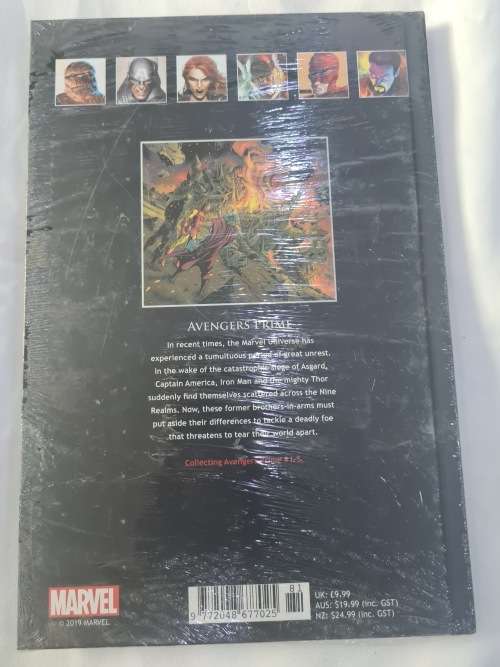 AVENGERS PRIME
In recent times, the Marvel Universe has
experienced a tumultuous period of great unrest.
In the wake of the catastrophic siege of Asgard,
Captain America, Iron Man and the mighty Thor
suddenly find themselves scattered across the Nine
Realms. Now, these former brothers-in-arms must
put aside their differences to tackle a deadly foe
that threatens to tear their world apart.
Collecting Avengers Prime #1-5.
MARVEL
© 2019 MARVEL
81
9 772048 677025
UK: £9.99
AUS: $19.99 (inc. GST)
NZ: $24.99 (inc. GST)